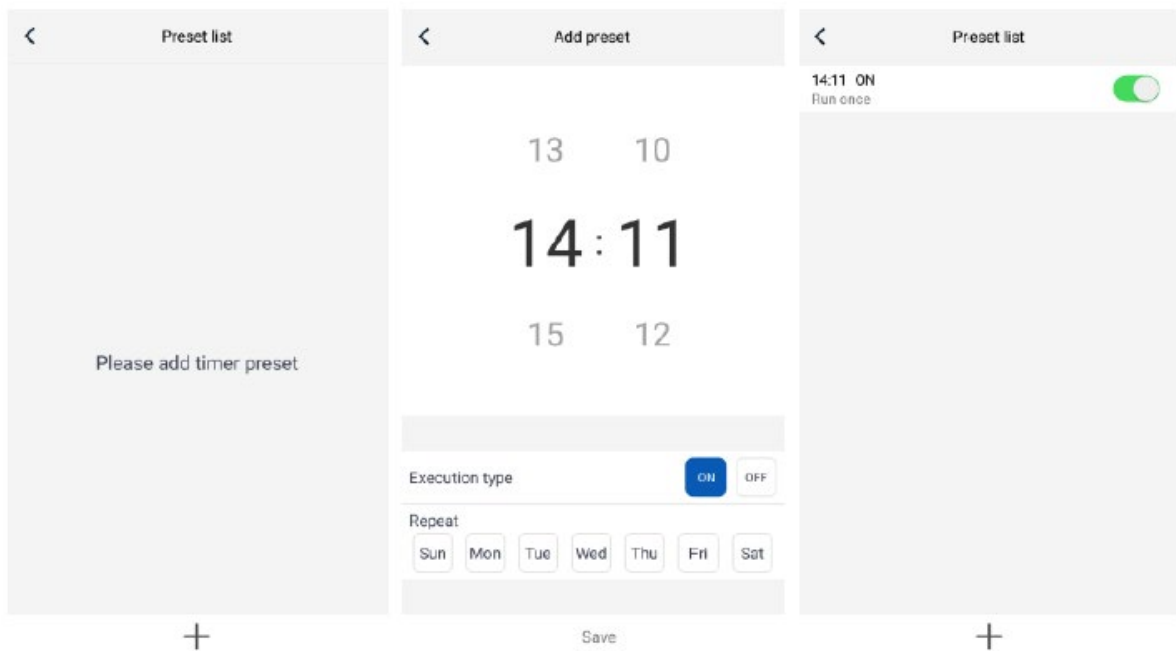 Preset list
Please add timer preset
+
Add preset
13 10
14 : 11
15 12
Execution type ON OFF
Repeat
Sun Mon Tue Wed Thu Fri Sat
Save
Preset list
14:11 ON
Run once
+